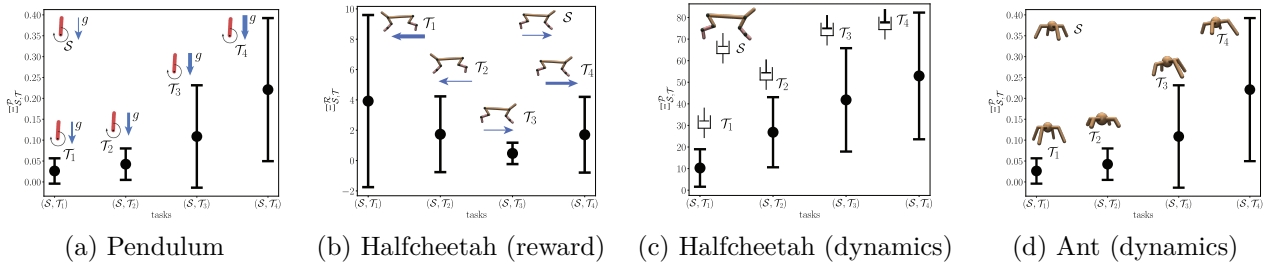 0.40
0.35
0.30
0.25
0.20
0.15
0.10
0.05
0.00
Ξ^P_{S,T}
S
g
T₁
g
T₂
g
T₃
g
T₄
g
(S, T₁) (S, T₂) (S, T₃) (S, T₄)
tasks
(a) Pendulum
10
8
6
4
2
0
−2
Ξ^R_{S,T}
T₁
S
T₂
T₃
T₄
(S, T₁) (S, T₂) (S, T₃) (S, T₄)
tasks
(b) Halfcheetah (reward)
80
70
60
50
40
30
20
10
0
Ξ^P_{S,T}
S
T₁
T₂
T₃
T₄
(S, T₁) (S, T₂) (S, T₃) (S, T₄)
tasks
(c) Halfcheetah (dynamics)
0.40
0.35
0.30
0.25
0.20
0.15
0.10
0.05
0.00
Ξ^P_{S,T}
S
T₁
T₂
T₃
T₄
(S, T₁) (S, T₂) (S, T₃) (S, T₄)
tasks
(d) Ant (dynamics)